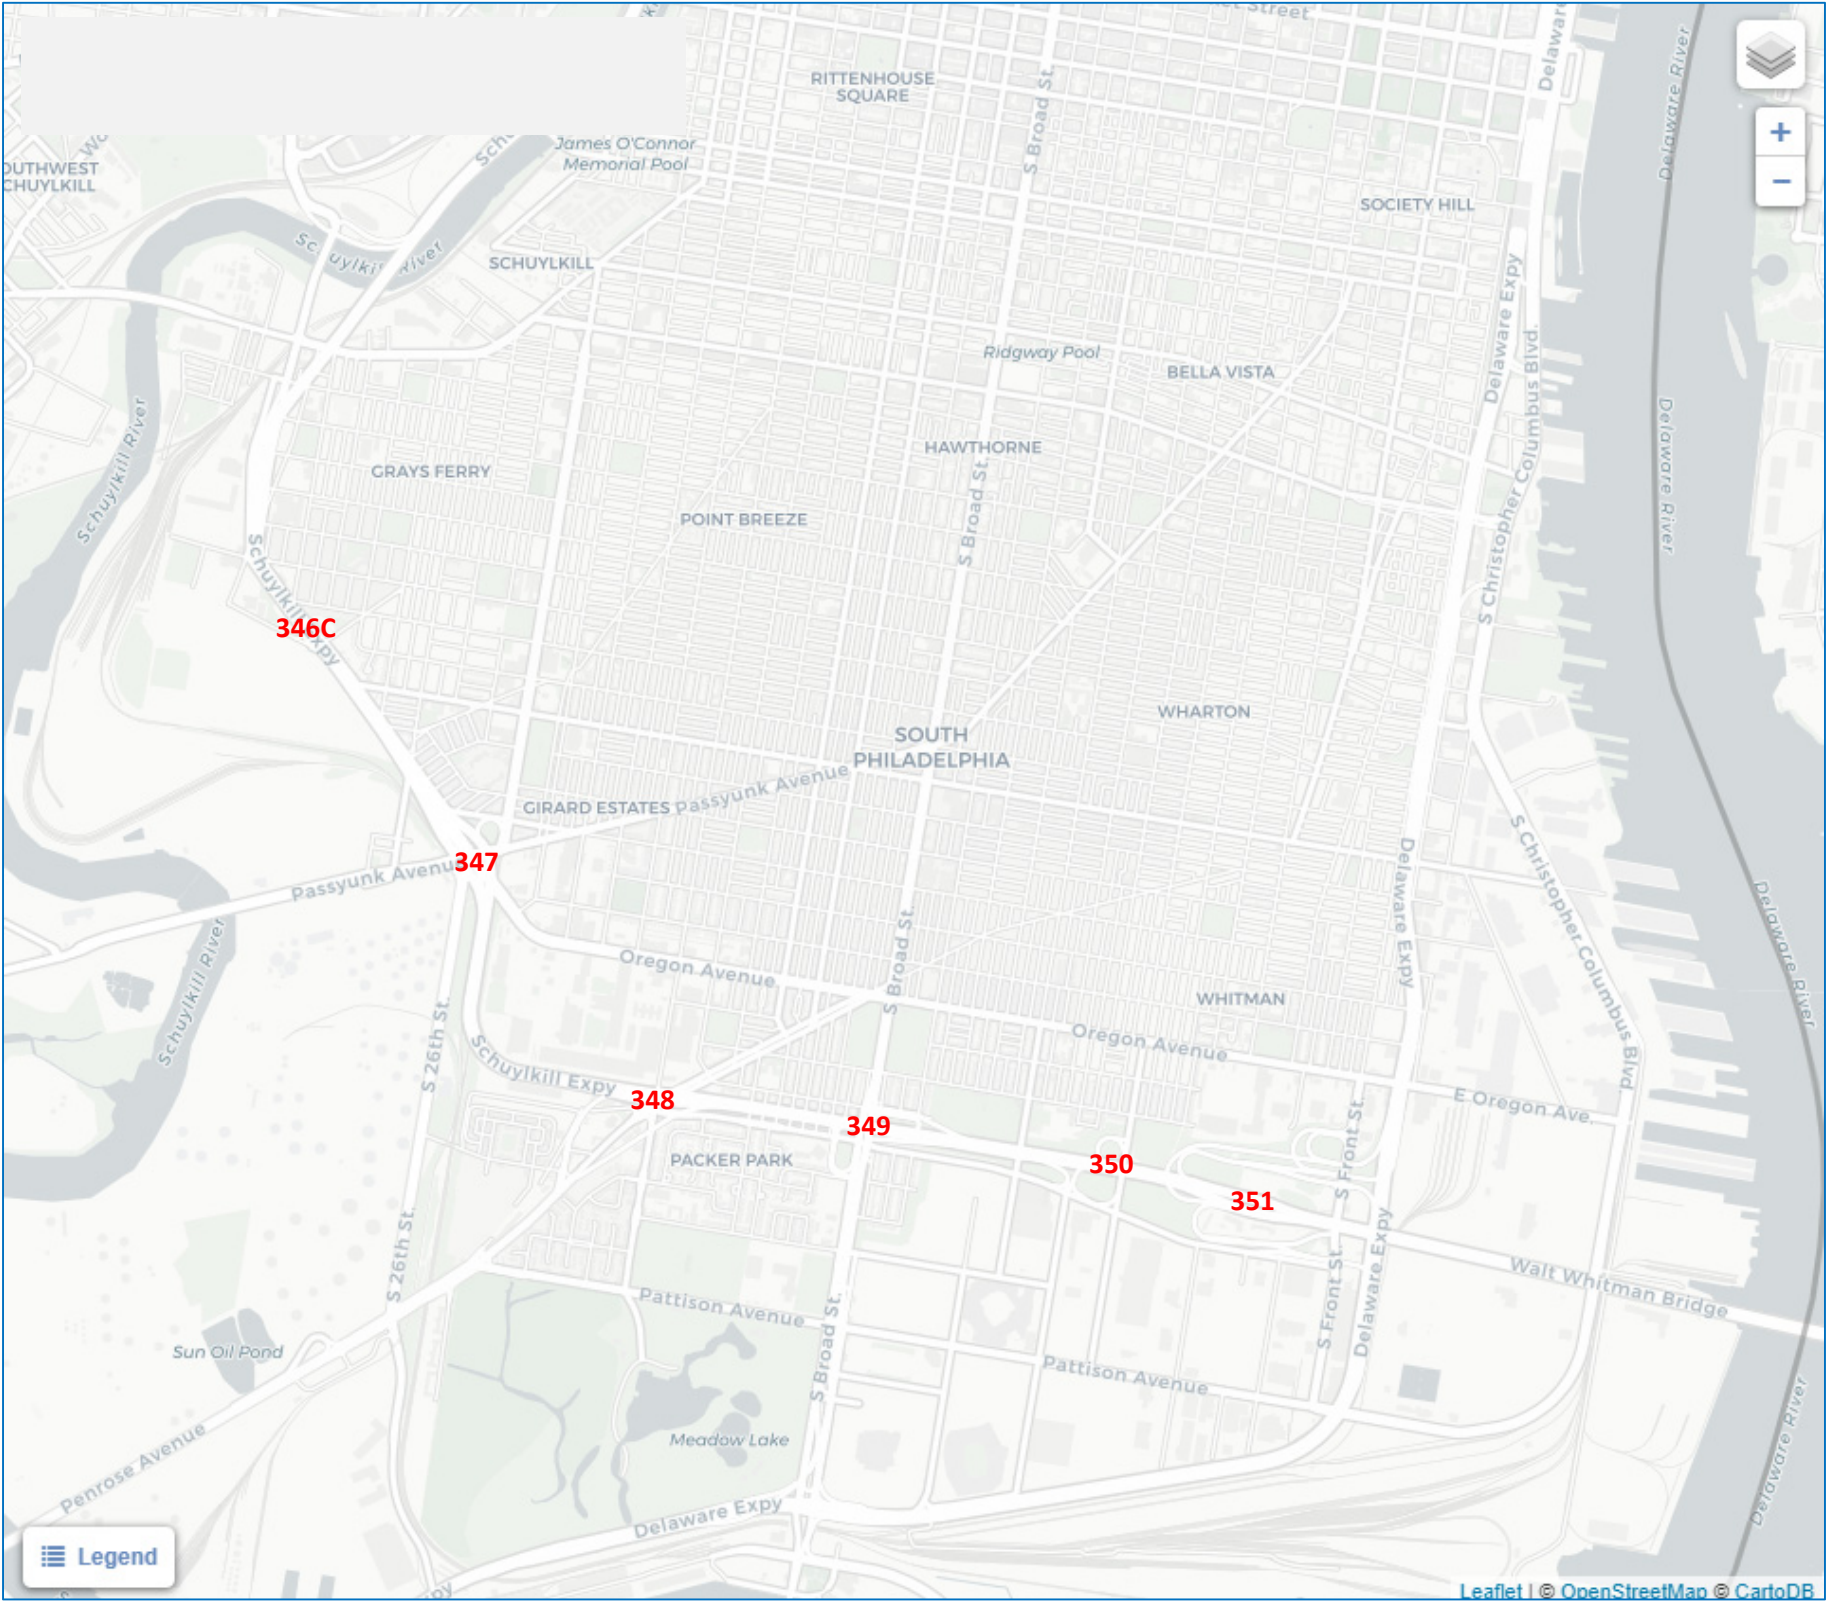 Street
Delaware
RITTENHOUSE
SQUARE
James O'Connor
Memorial Pool
S Broad St.
Delaware River
+
−
OUTHWEST
CHUYLKILL
SOCIETY HILL
Schuylkill River
SCHUYLKILL
Delaware Expy
Ridgway Pool
BELLA VISTA
S Christopher Columbus Blvd.
Schuylkill River
Delaware River
HAWTHORNE
GRAYS FERRY
POINT BREEZE
S Broad St.
Schuylkill Expy
346C
WHARTON
SOUTH
PHILADELPHIA
GIRARD ESTATES
Passyunk Avenue
347
Passyunk Avenue
Delaware Expy
S Christopher Columbus Blvd.
Delaware River
Schuylkill River
Oregon Avenue
S Broad St.
WHITMAN
Oregon Avenue
S 26th St.
Schuylkill Expy
348
349
E Oregon Ave.
S Front St.
PACKER PARK
350
351
S 26th St.
Delaware Expy
Walt Whitman Bridge
Pattison Avenue
S Front St.
S Broad St.
Sun Oil Pond
Pattison Avenue
Meadow Lake
Delaware River
Penrose Avenue
Delaware Expy
Legend
Leaflet | © OpenStreetMap © CartoDB